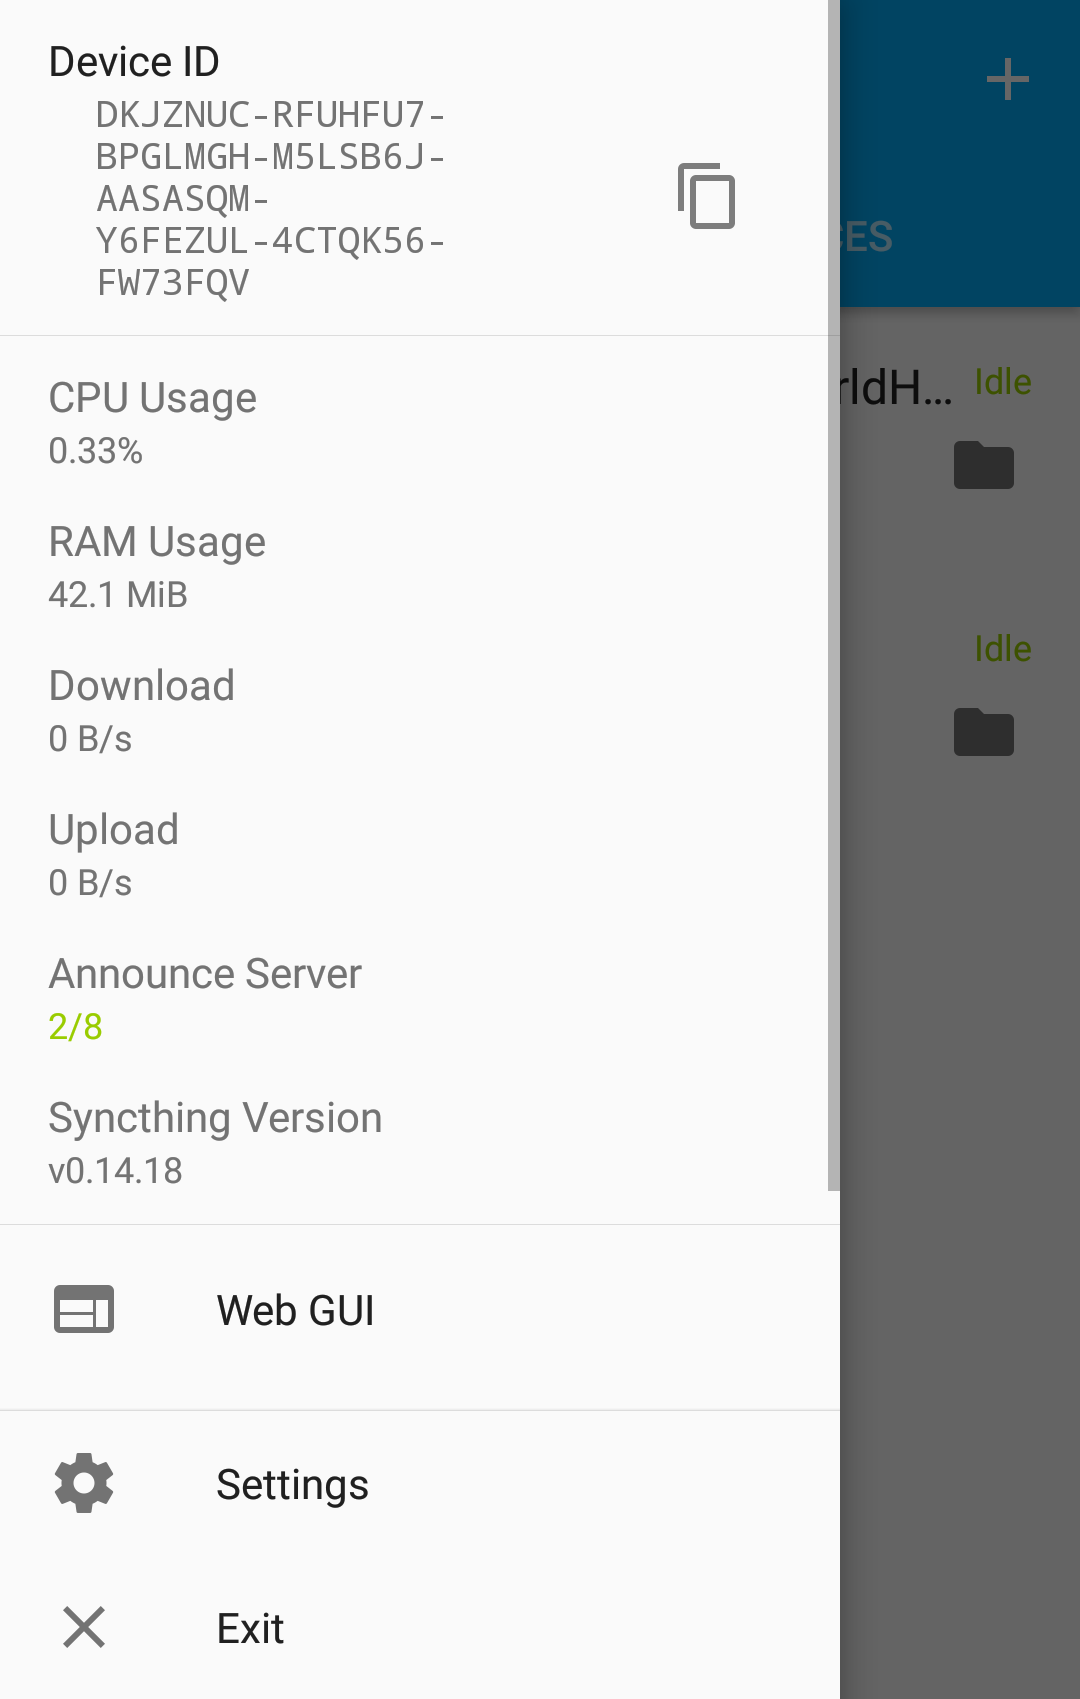 Device ID
DKJZNUC-RFUHFU7-
BPGLMGH-M5LSB6J-
AASASQM-
Y6FEZUL-4CTQK56-
FW73FQV
CPU Usage
0.33%
RAM Usage
42.1 MiB
Download
0 B/s
Upload
0 B/s
Announce Server
2/8
Syncthing Version
v0.14.18
Web GUI
Settings
Exit
CES
rldH… Idle
Idle